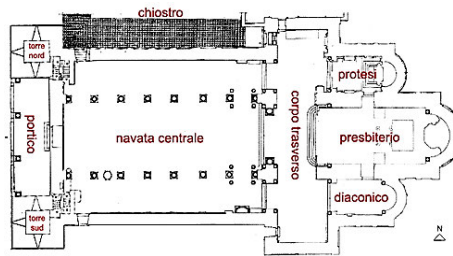 chiostro
torre
nord
protesi
portico
navata centrale
corpo trasverso
presbiterio
diaconico
torre
sud
N